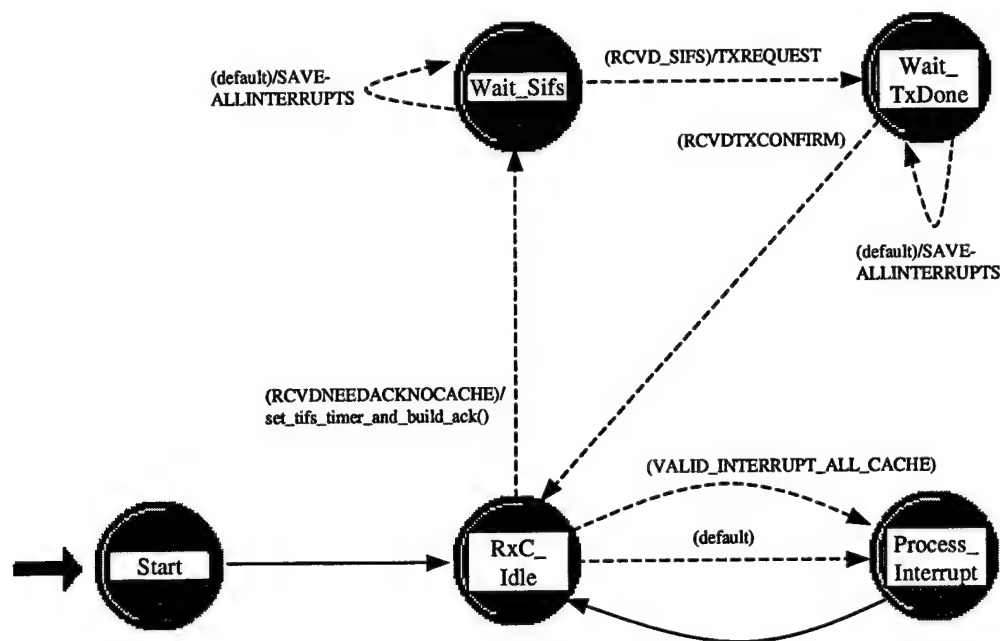 (default)/SAVE-
ALLINTERRUPTS
Wait_Sifs
(RCVD_SIFS)/TXREQUEST
Wait_
TxDone
(RCVDTXCONFIRM)
(default)/SAVE-
ALLINTERRUPTS
(RCVDNEEDACKNOCACHE)/
set_tifs_timer_and_build_ack()
(VALID_INTERRUPT_ALL_CACHE)
(default)
Start
RxC_
Idle
Process_
Interrupt